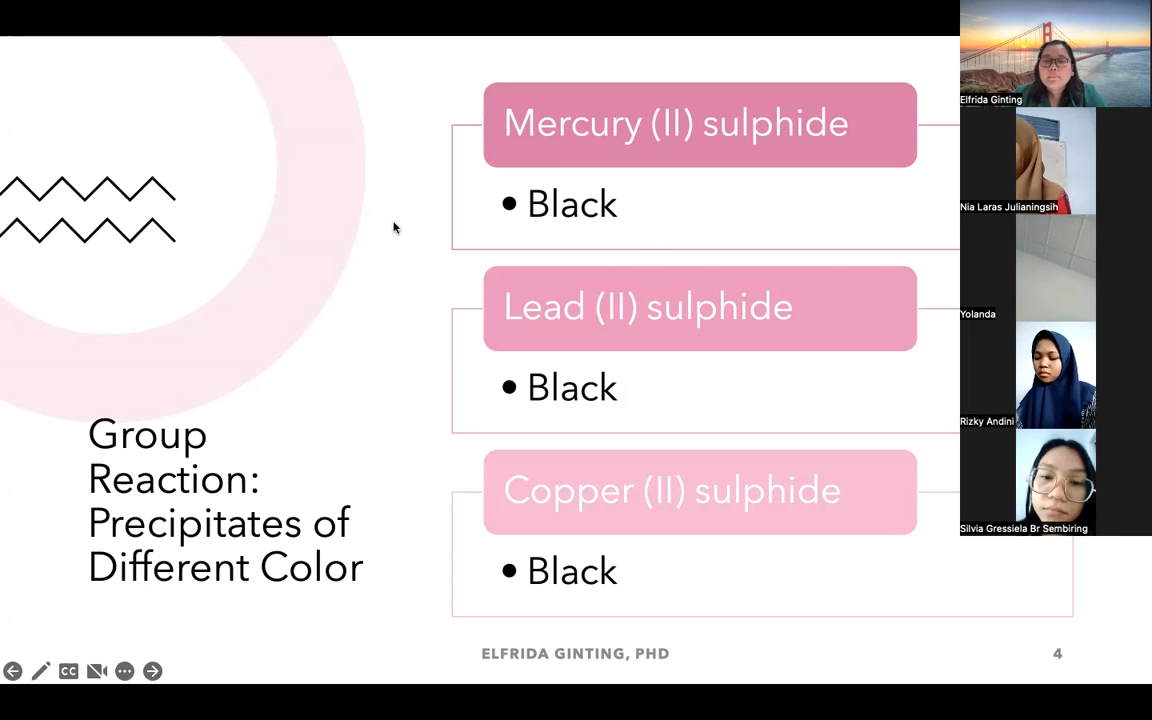 Mercury (II) sulphide
• Black
Lead (II) sulphide
• Black
Copper (II) sulphide
• Black
Group
Reaction:
Precipitates of
Different Color
ELFRIDA GINTING, PHD
4
CC
Elfrida Ginting
Nia Laras Julianingsih
Yolanda
Rizky Andini
Silvia Gressiela Br Sembiring